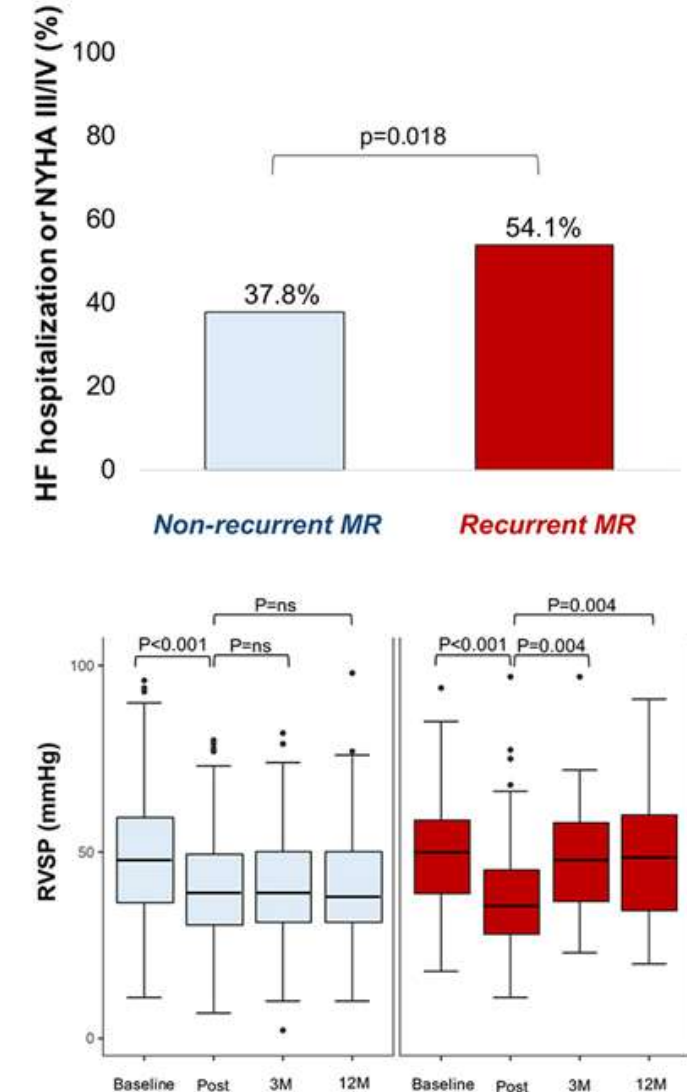 HF hospitalization or NYHA III/IV (%)
100
80
60
40
20
0
p=0.018
37.8%
54.1%
Non-recurrent MR
Recurrent MR
RVSP (mmHg)
100
50
0
P=ns
P<0.001 P=ns
P=0.004
P<0.001 P=0.004
Baseline Post 3M 12M
Baseline Post 3M 12M